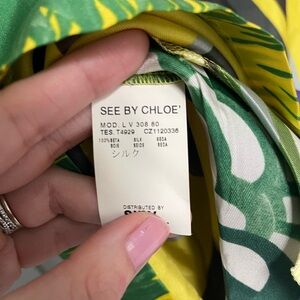 SEE BY CHLOE'
MOD. L V 308 60
TES. T4929 CZ1120336
100%SETA SILK SEDA
SOIE SEIDE SEDA
シルク
DISTRIBUTED BY